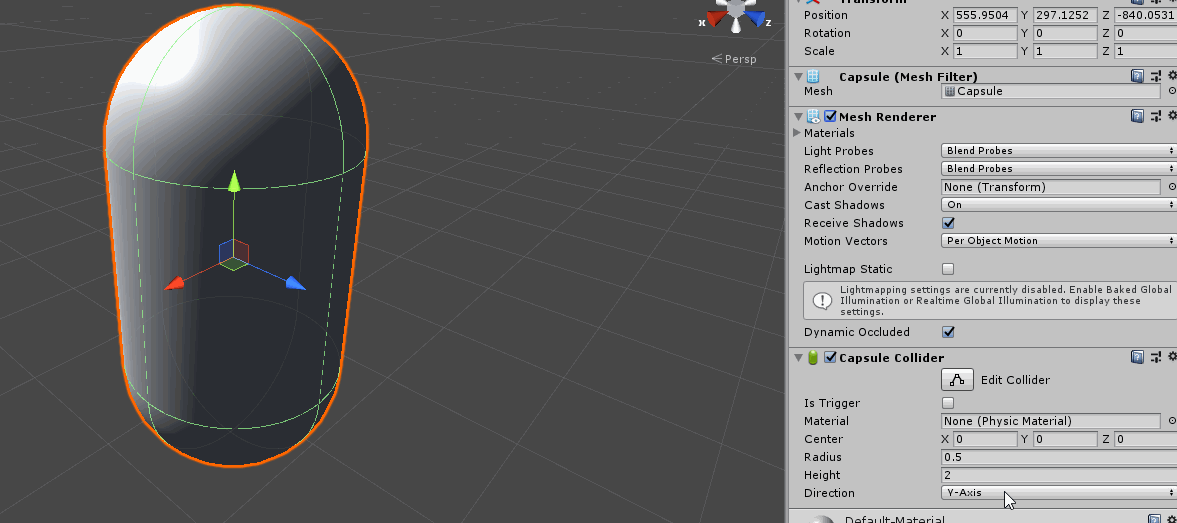 x
z
< Persp
Transform
Position X 555.9504 Y 297.1252 Z -840.0531
Rotation X 0 Y 0 Z 0
Scale X 1 Y 1 Z 1
Capsule (Mesh Filter)
Mesh Capsule
Mesh Renderer
Materials
Light Probes Blend Probes
Reflection Probes Blend Probes
Anchor Override None (Transform)
Cast Shadows On
Receive Shadows
Motion Vectors Per Object Motion
Lightmap Static
Lightmapping settings are currently disabled. Enable Baked Global
Illumination or Realtime Global Illumination to display these
settings.
Dynamic Occluded
Capsule Collider
Edit Collider
Is Trigger
Material None (Physic Material)
Center X 0 Y 0 Z 0
Radius 0.5
Height 2
Direction Y-Axis
Default-Material